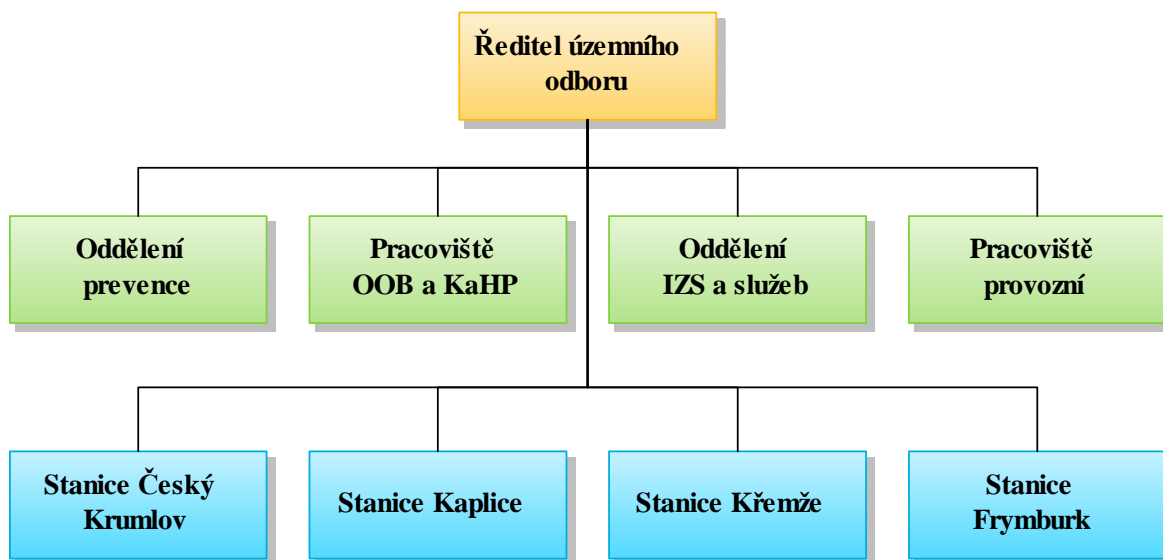 Ředitel územního
odboru
Oddělení
prevence
Pracoviště
OOB a KaHP
Oddělení
IZS a služeb
Pracoviště
provozní
Stanice Český
Krumlov
Stanice Kaplice
Stanice Křemže
Stanice
Frymburk